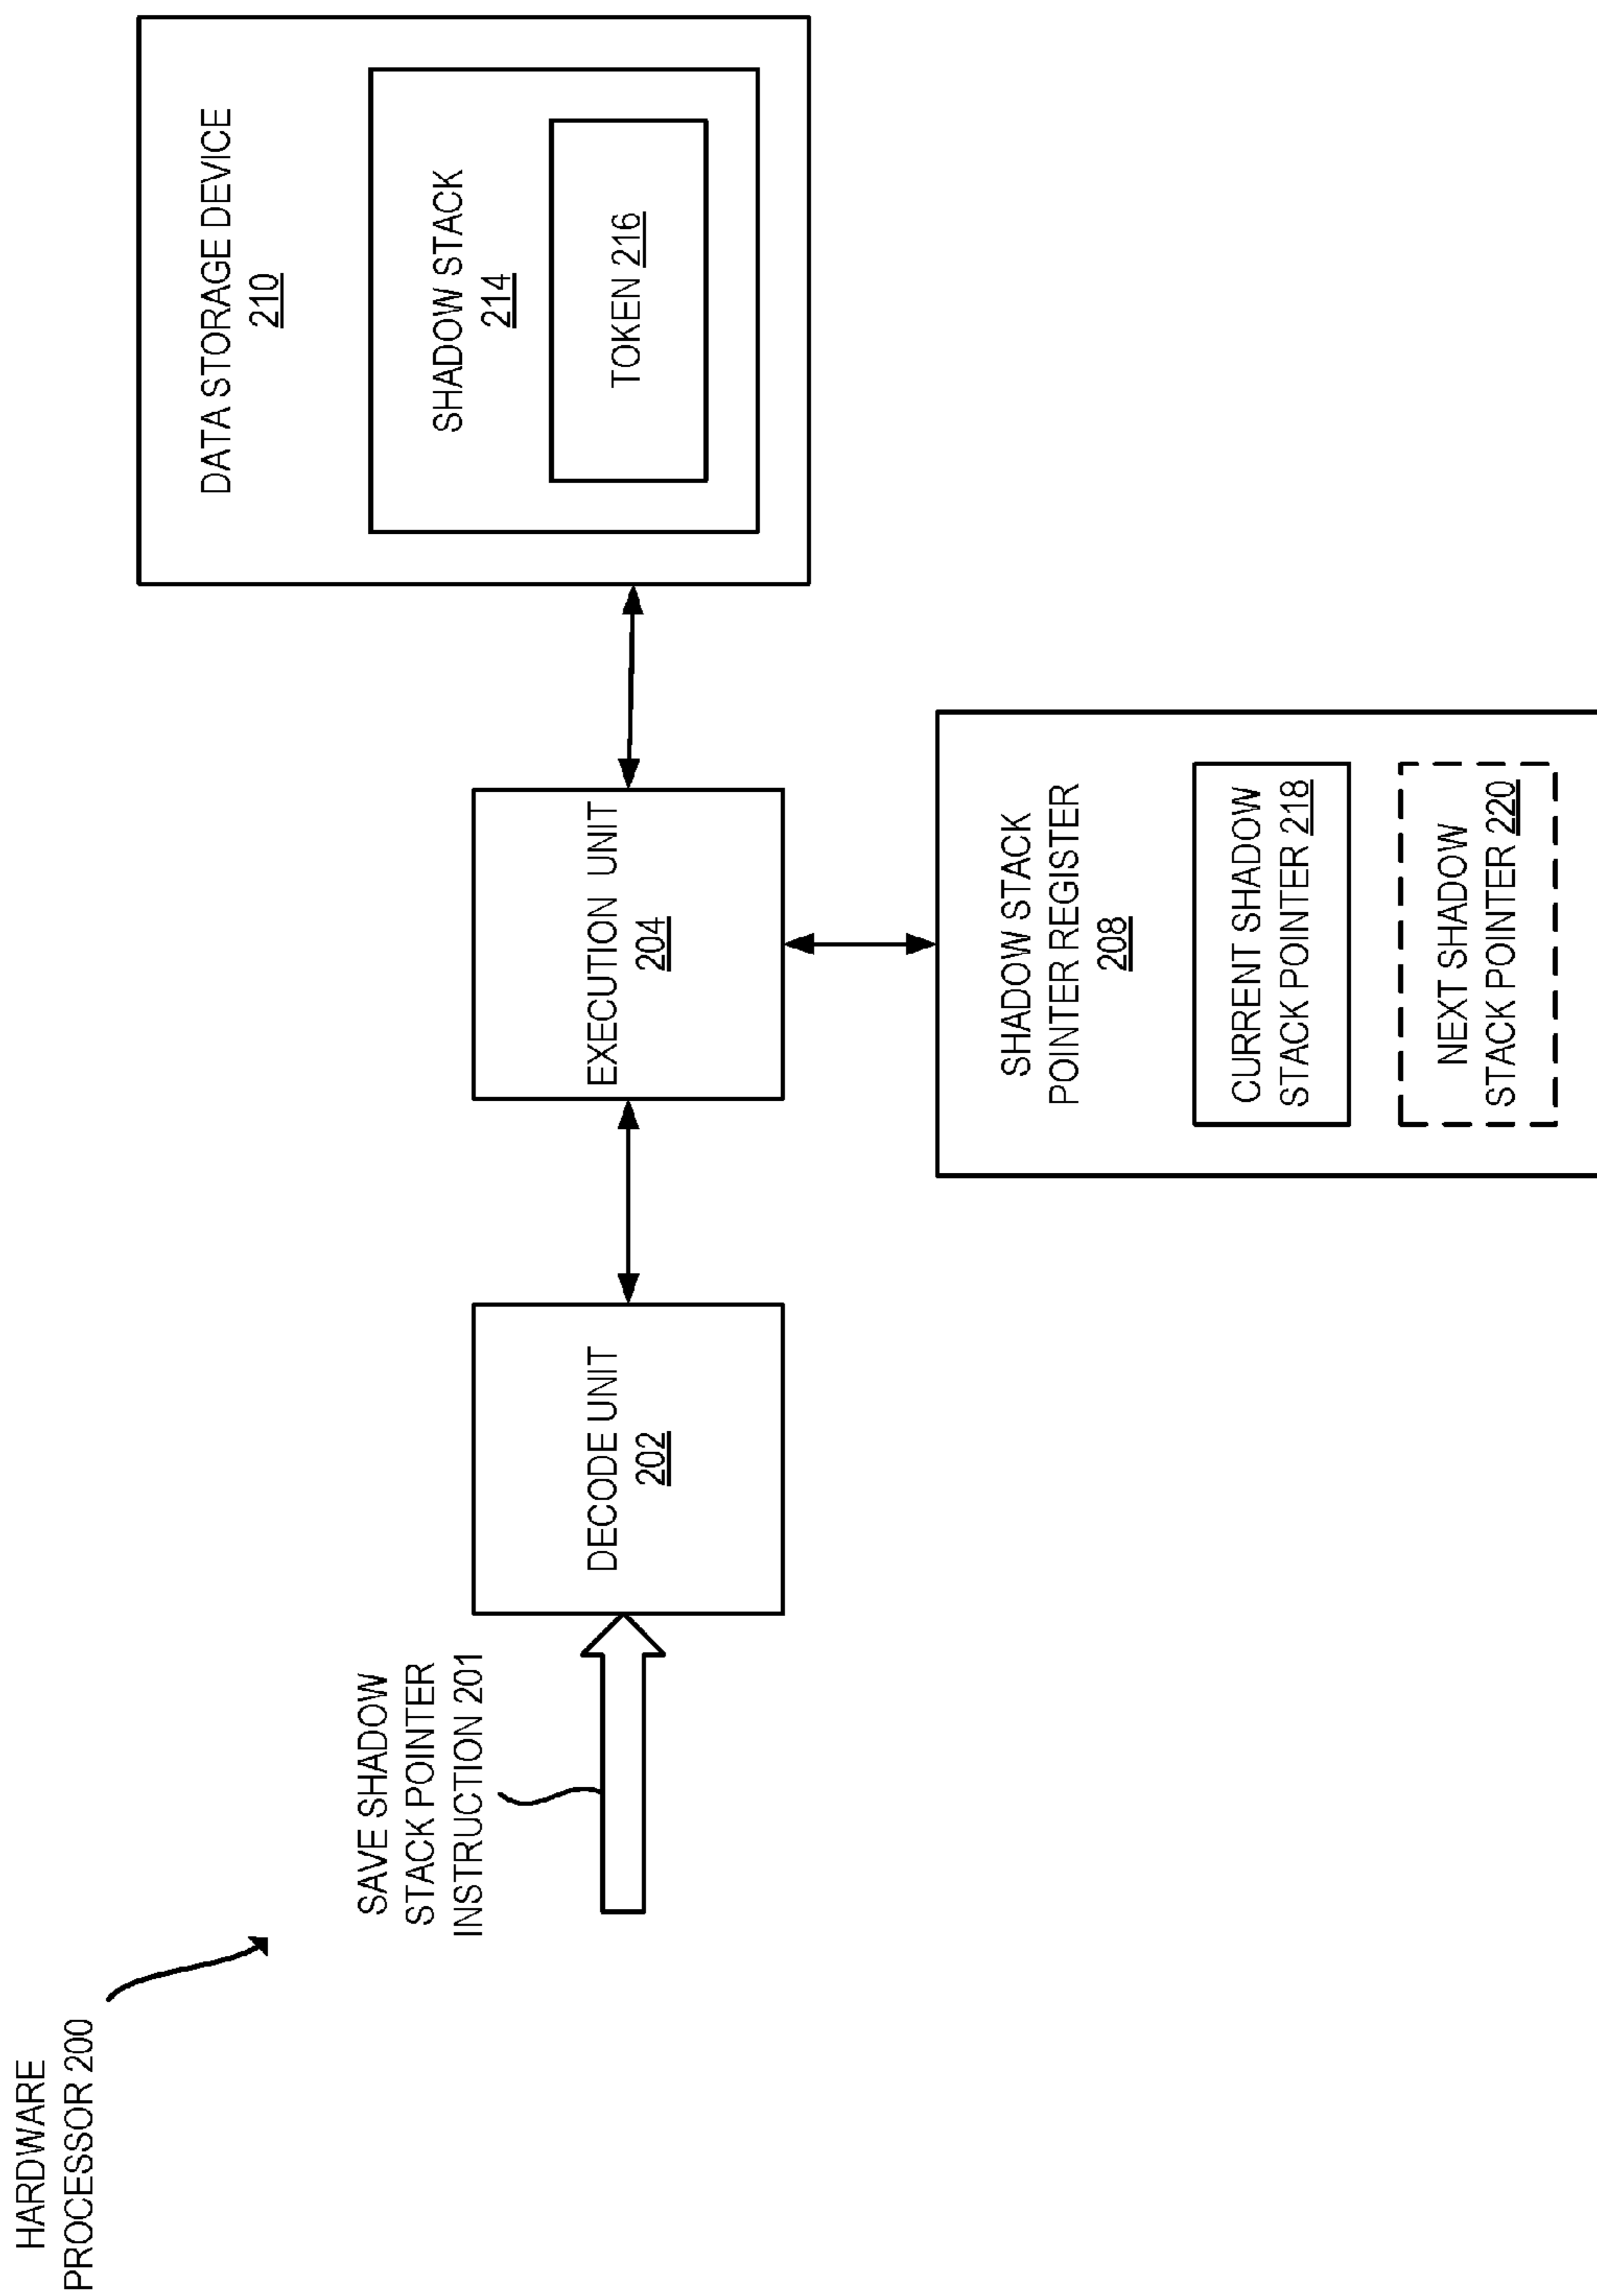 HARDWARE
PROCESSOR 200
SAVE SHADOW
STACK POINTER
INSTRUCTION 201
DECODE UNIT
202
EXECUTION UNIT
204
DATA STORAGE DEVICE
210
SHADOW STACK
214
TOKEN 216
SHADOW STACK
POINTER REGISTER
208
CURRENT SHADOW
STACK POINTER 218
NEXT SHADOW
STACK POINTER 220